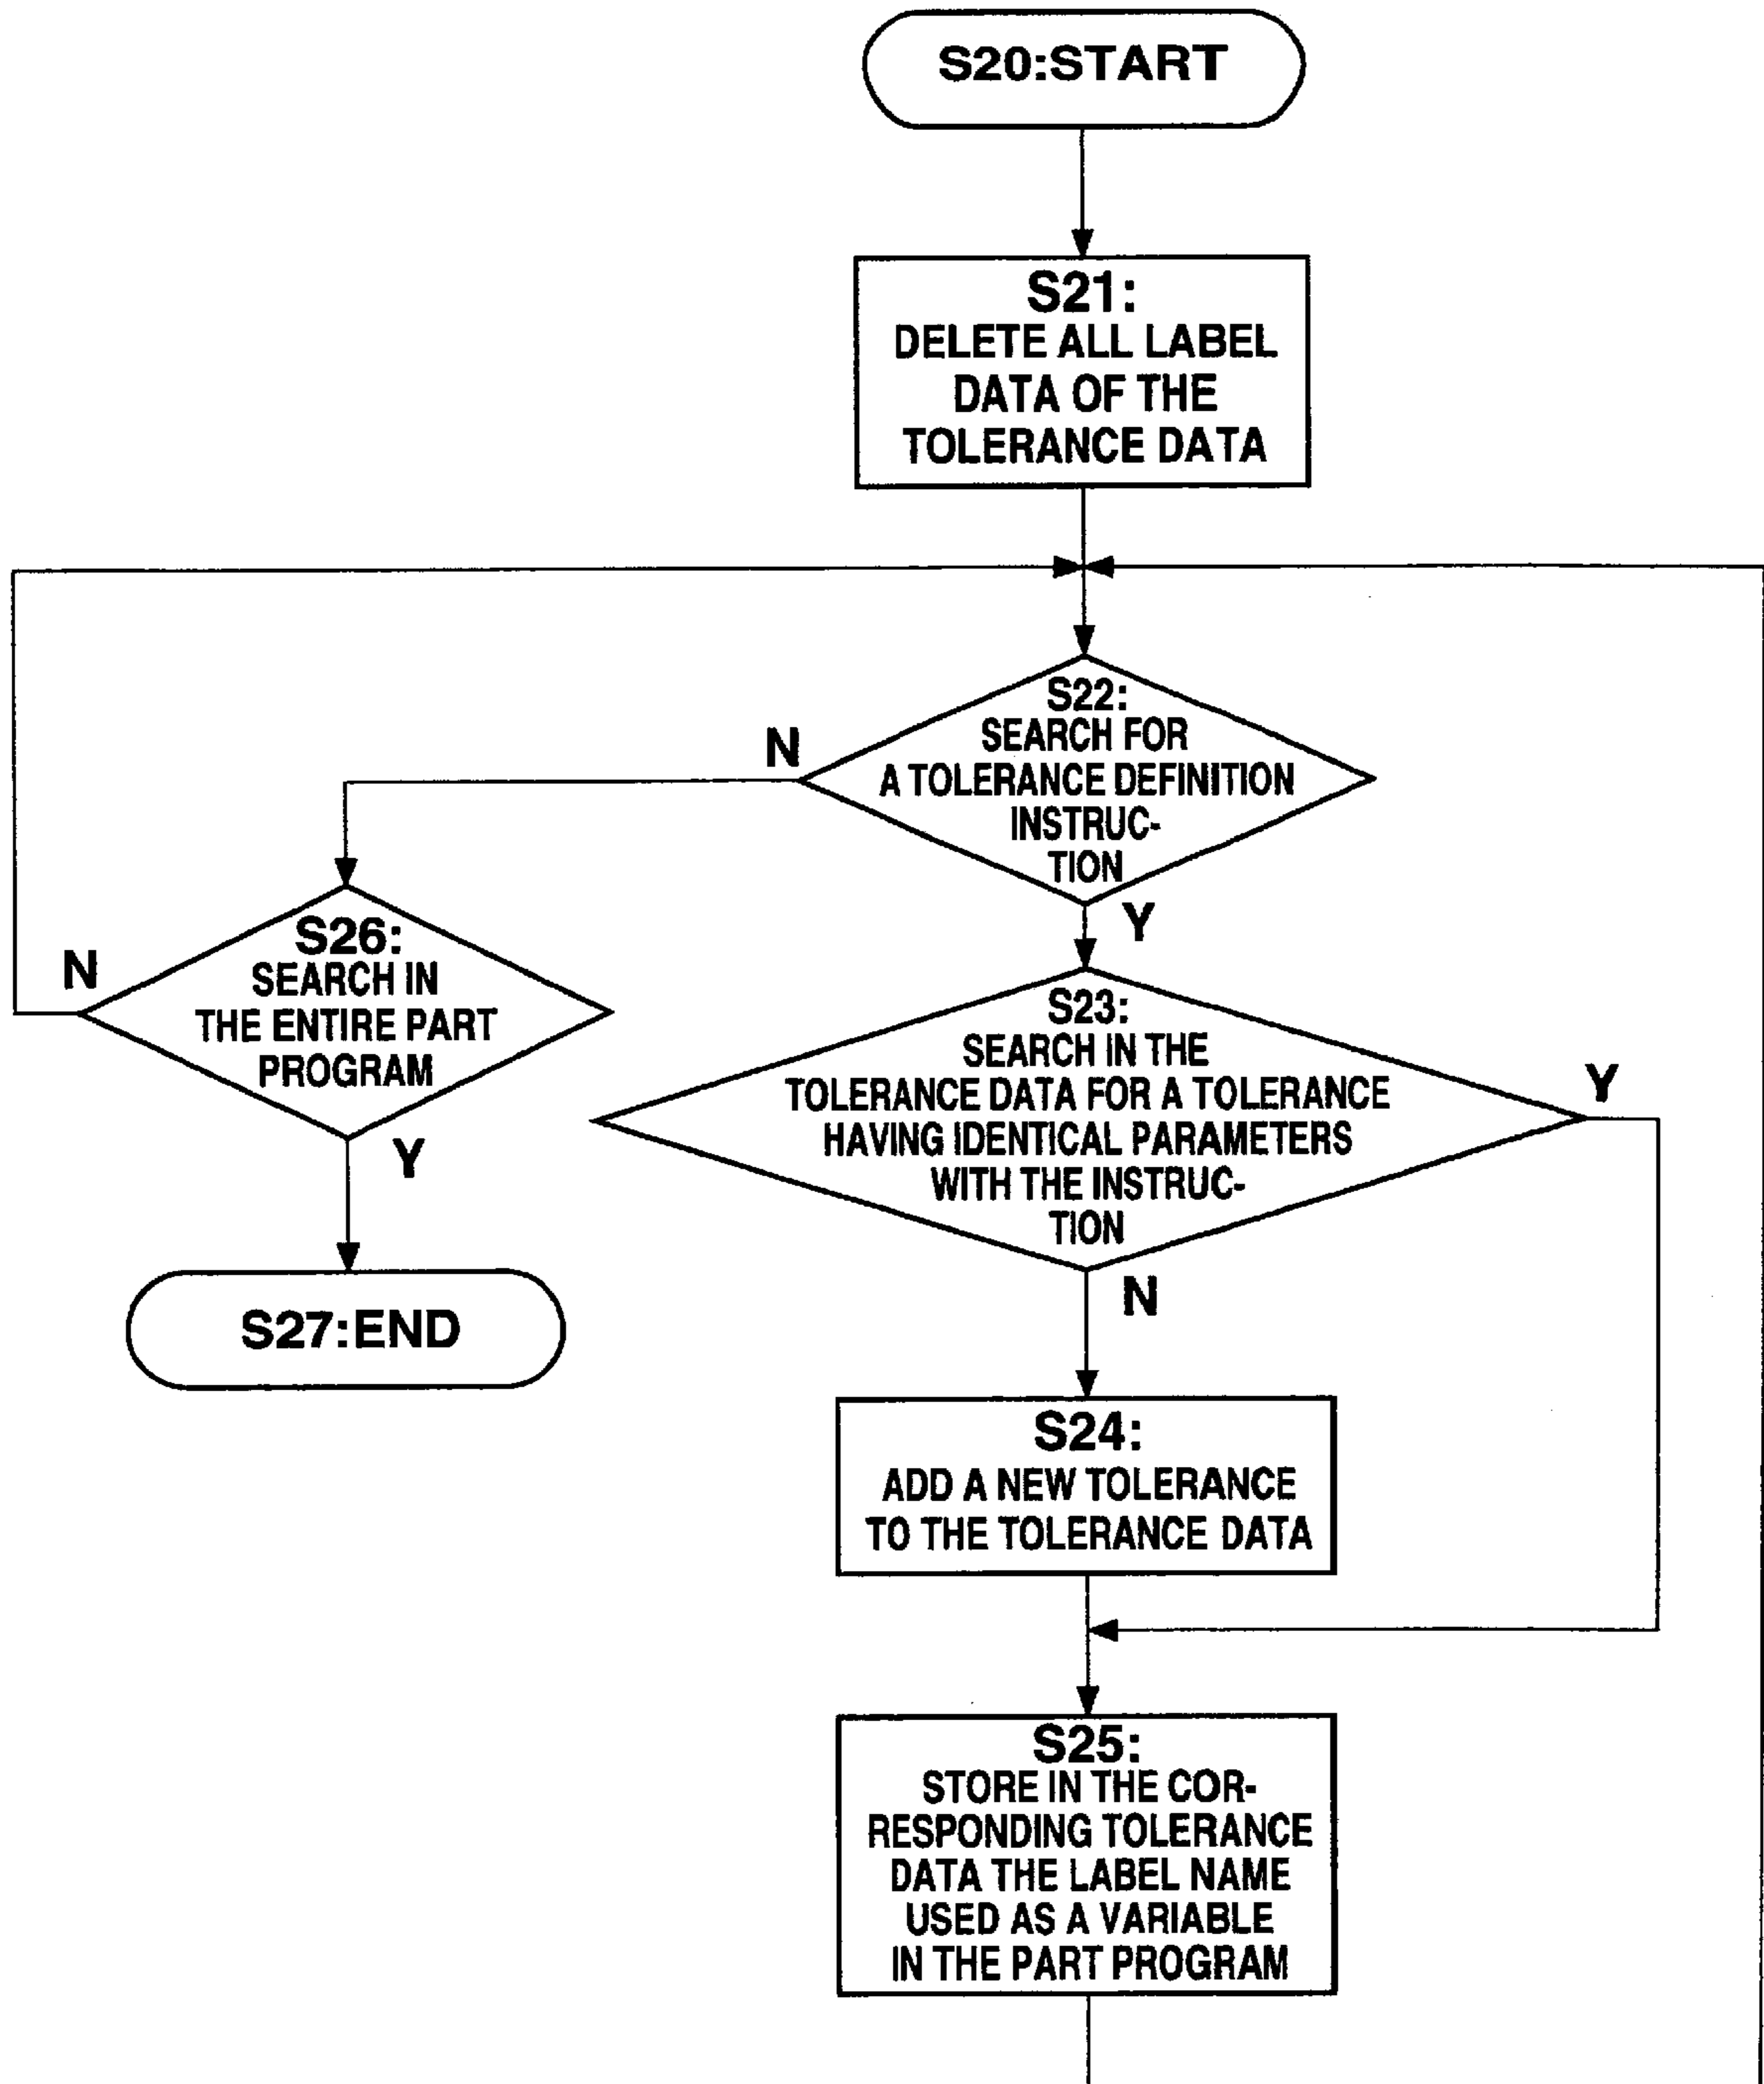 S20:START
S21:
DELETE ALL LABEL
DATA OF THE
TOLERANCE DATA
S22:
SEARCH FOR
A TOLERANCE DEFINITION
INSTRUC-
TION
N
Y
S26:
SEARCH IN
THE ENTIRE PART
PROGRAM
N
Y
S27:END
S23:
SEARCH IN THE
TOLERANCE DATA FOR A TOLERANCE
HAVING IDENTICAL PARAMETERS
WITH THE INSTRUC-
TION
Y
N
S24:
ADD A NEW TOLERANCE
TO THE TOLERANCE DATA
S25:
STORE IN THE COR-
RESPONDING TOLERANCE
DATA THE LABEL NAME
USED AS A VARIABLE
IN THE PART PROGRAM